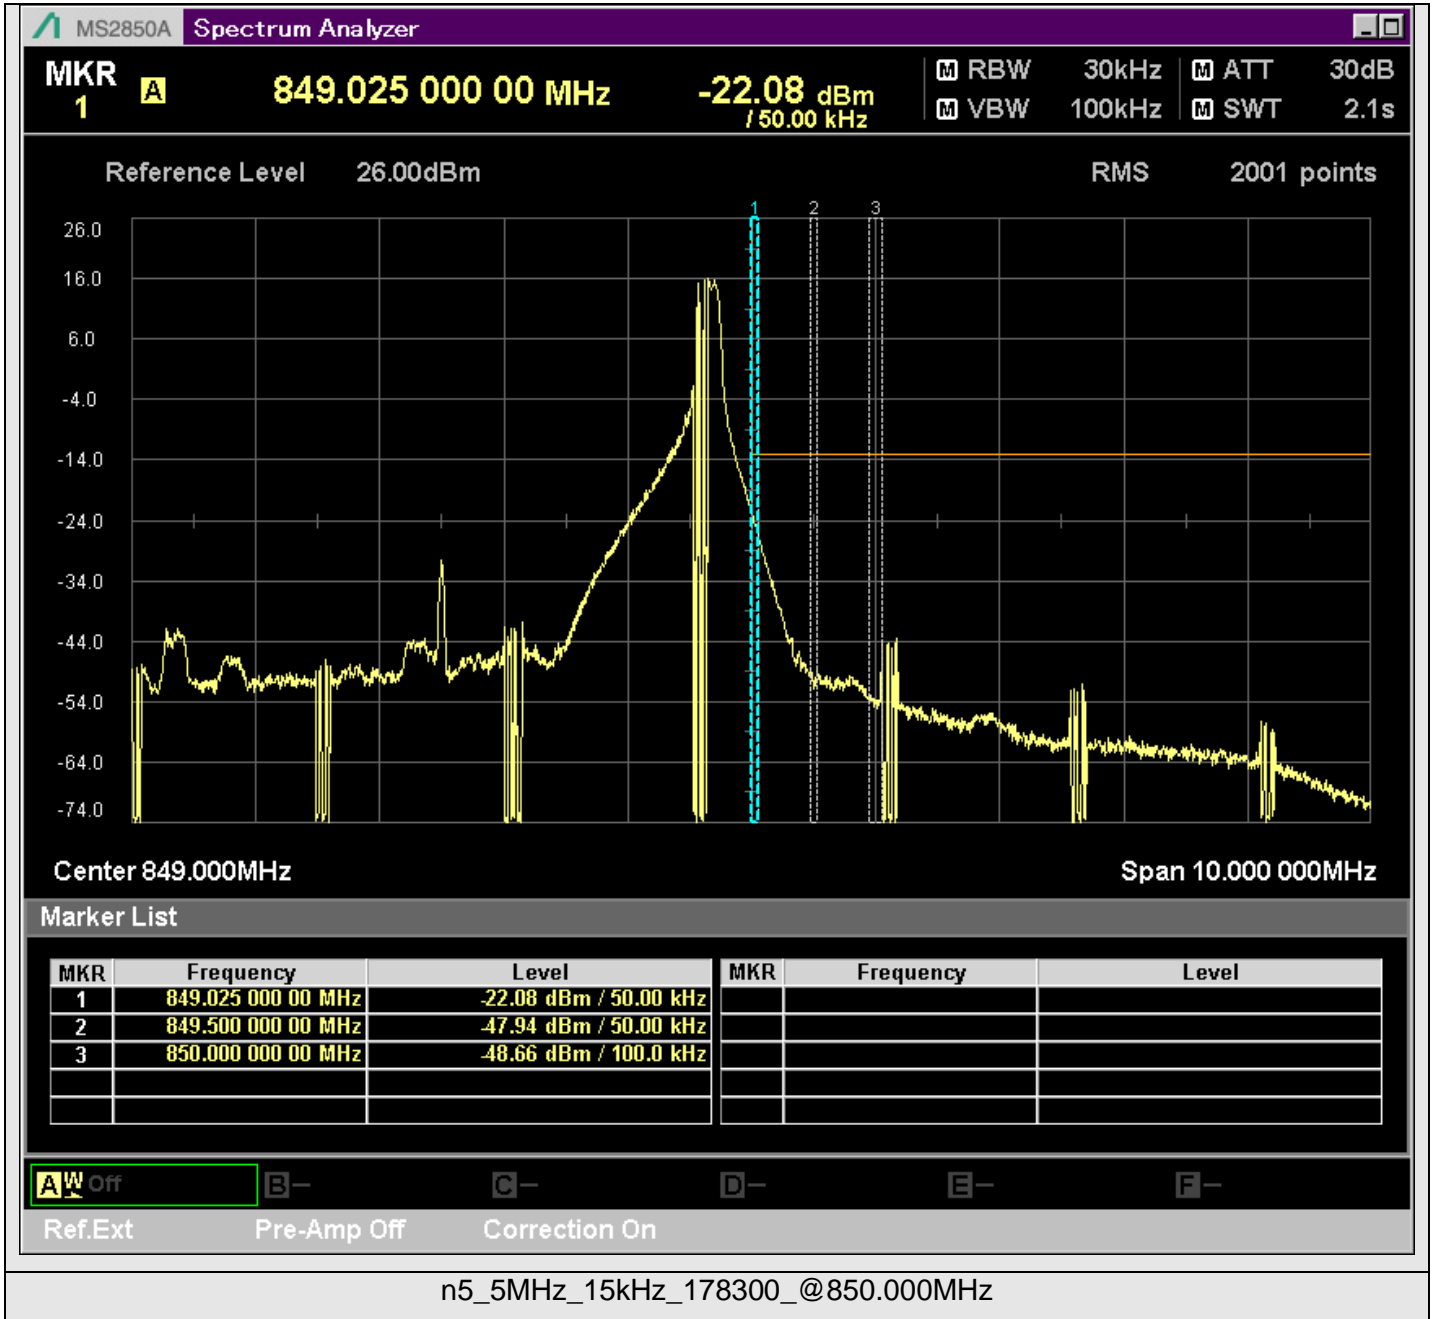 MS2850A Spectrum Analyzer
MKR 1 A 849.025 000 00 MHz -22.08 dBm / 50.00 kHz
M RBW 30kHz M ATT 30dB
M VBW 100kHz M SWT 2.1s
Reference Level 26.00dBm RMS 2001 points
1 2 3
26.0
16.0
6.0
-4.0
-14.0
-24.0
-34.0
-44.0
-54.0
-64.0
-74.0
Center 849.000MHz Span 10.000 000MHz
Marker List
MKR Frequency Level MKR Frequency Level
1 849.025 000 00 MHz -22.08 dBm / 50.00 kHz
2 849.500 000 00 MHz -47.94 dBm / 50.00 kHz
3 850.000 000 00 MHz -48.66 dBm / 100.0 kHz
A W Off B – C – D – E – F –
Ref.Ext Pre-Amp Off Correction On
n5_5MHz_15kHz_178300_@850.000MHz